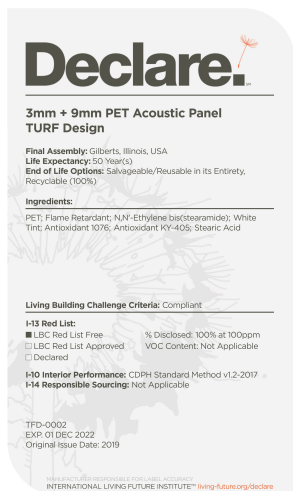 Declare.
SM
3mm + 9mm PET Acoustic Panel
TURF Design
Final Assembly: Gilberts, Illinois, USA
Life Expectancy: 50 Year(s)
End of Life Options: Salvageable/Reusable in its Entirety,
Recyclable (100%)
Ingredients:
PET; Flame Retardant; N,N'-Ethylene bis(stearamide); White
Tint; Antioxidant 1076; Antioxidant KY-405; Stearic Acid
Living Building Challenge Criteria: Compliant
I-13 Red List:
■ LBC Red List Free % Disclosed: 100% at 100ppm
□ LBC Red List Approved VOC Content: Not Applicable
□ Declared
I-10 Interior Performance: CDPH Standard Method v1.2-2017
I-14 Responsible Sourcing: Not Applicable
TFD-0002
EXP. 01 DEC 2022
Original Issue Date: 2019
MANUFACTURER RESPONSIBLE FOR LABEL ACCURACY
INTERNATIONAL LIVING FUTURE INSTITUTE™ living-future.org/declare